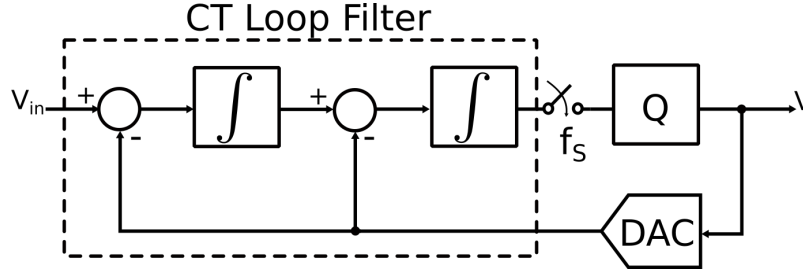 CT Loop Filter
Vin + ∫ + ∫ Q
- - fS
DAC